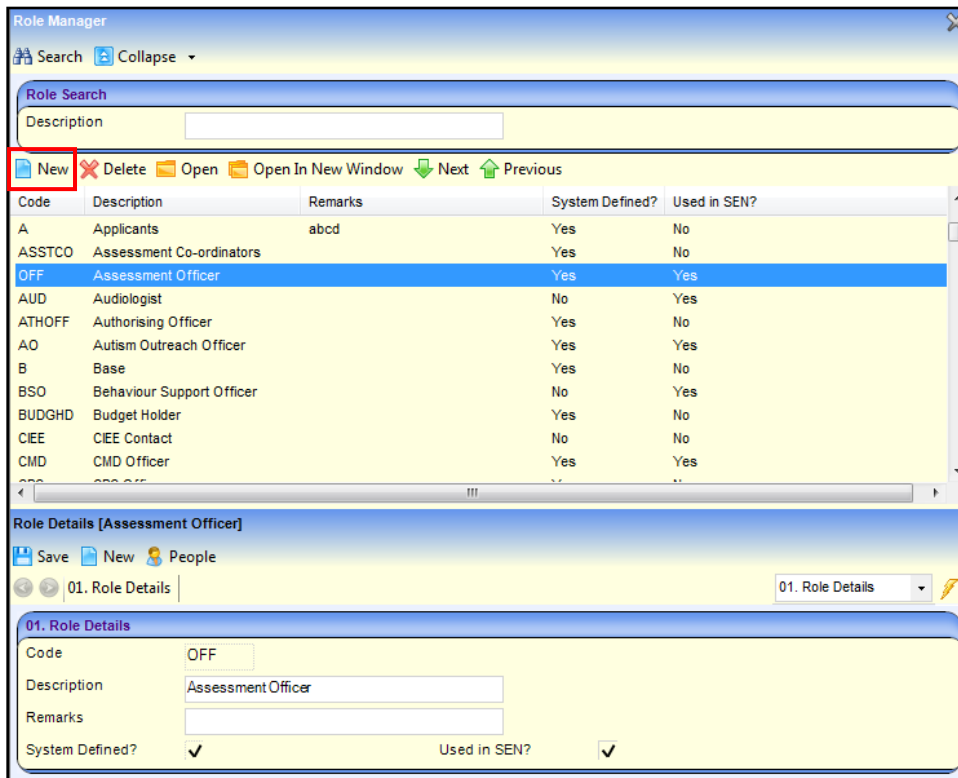 Role Manager
Search Collapse
Role Search
Description
New Delete Open Open In New Window Next Previous
Code Description Remarks System Defined? Used in SEN?
A Applicants abcd Yes No
ASSTCO Assessment Co-ordinators Yes No
OFF Assessment Officer Yes Yes
AUD Audiologist No Yes
ATHOFF Authorising Officer Yes No
AO Autism Outreach Officer Yes Yes
B Base Yes No
BSO Behaviour Support Officer No Yes
BUDGHD Budget Holder Yes No
CIEE CIEE Contact No No
CMD CMD Officer Yes Yes
Role Details [Assessment Officer]
Save New People
01. Role Details 01. Role Details
01. Role Details
Code OFF
Description Assessment Officer
Remarks
System Defined? Used in SEN?